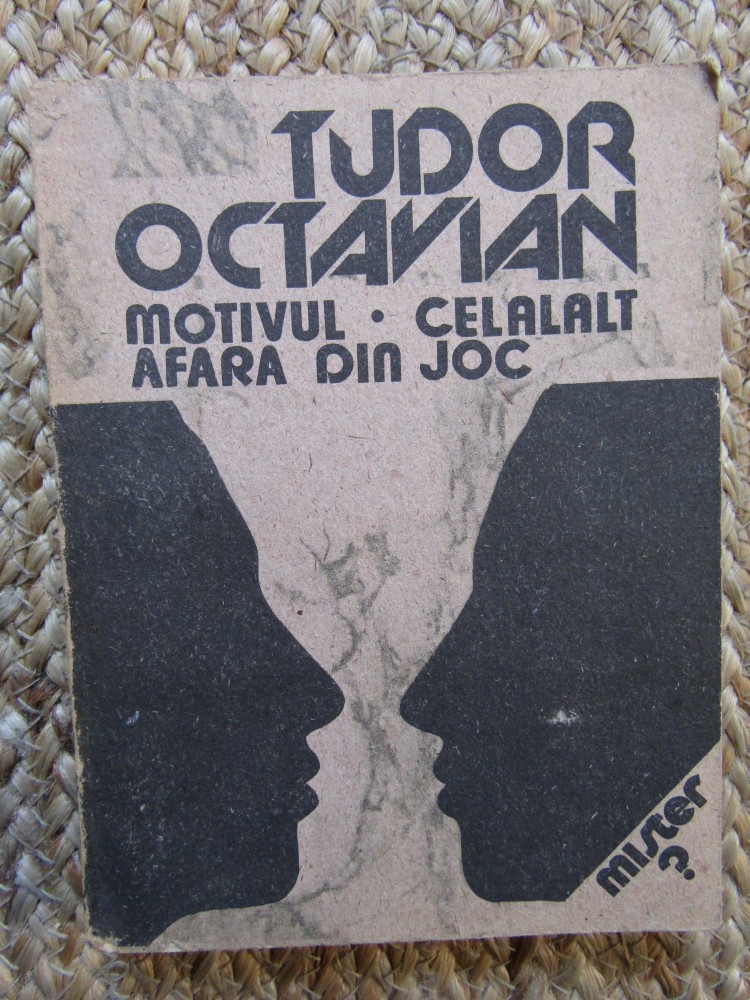 TUDOR
OCTAVIAN
MOTIVUL • CELALALT
AFARA DIN JOC
mister
?